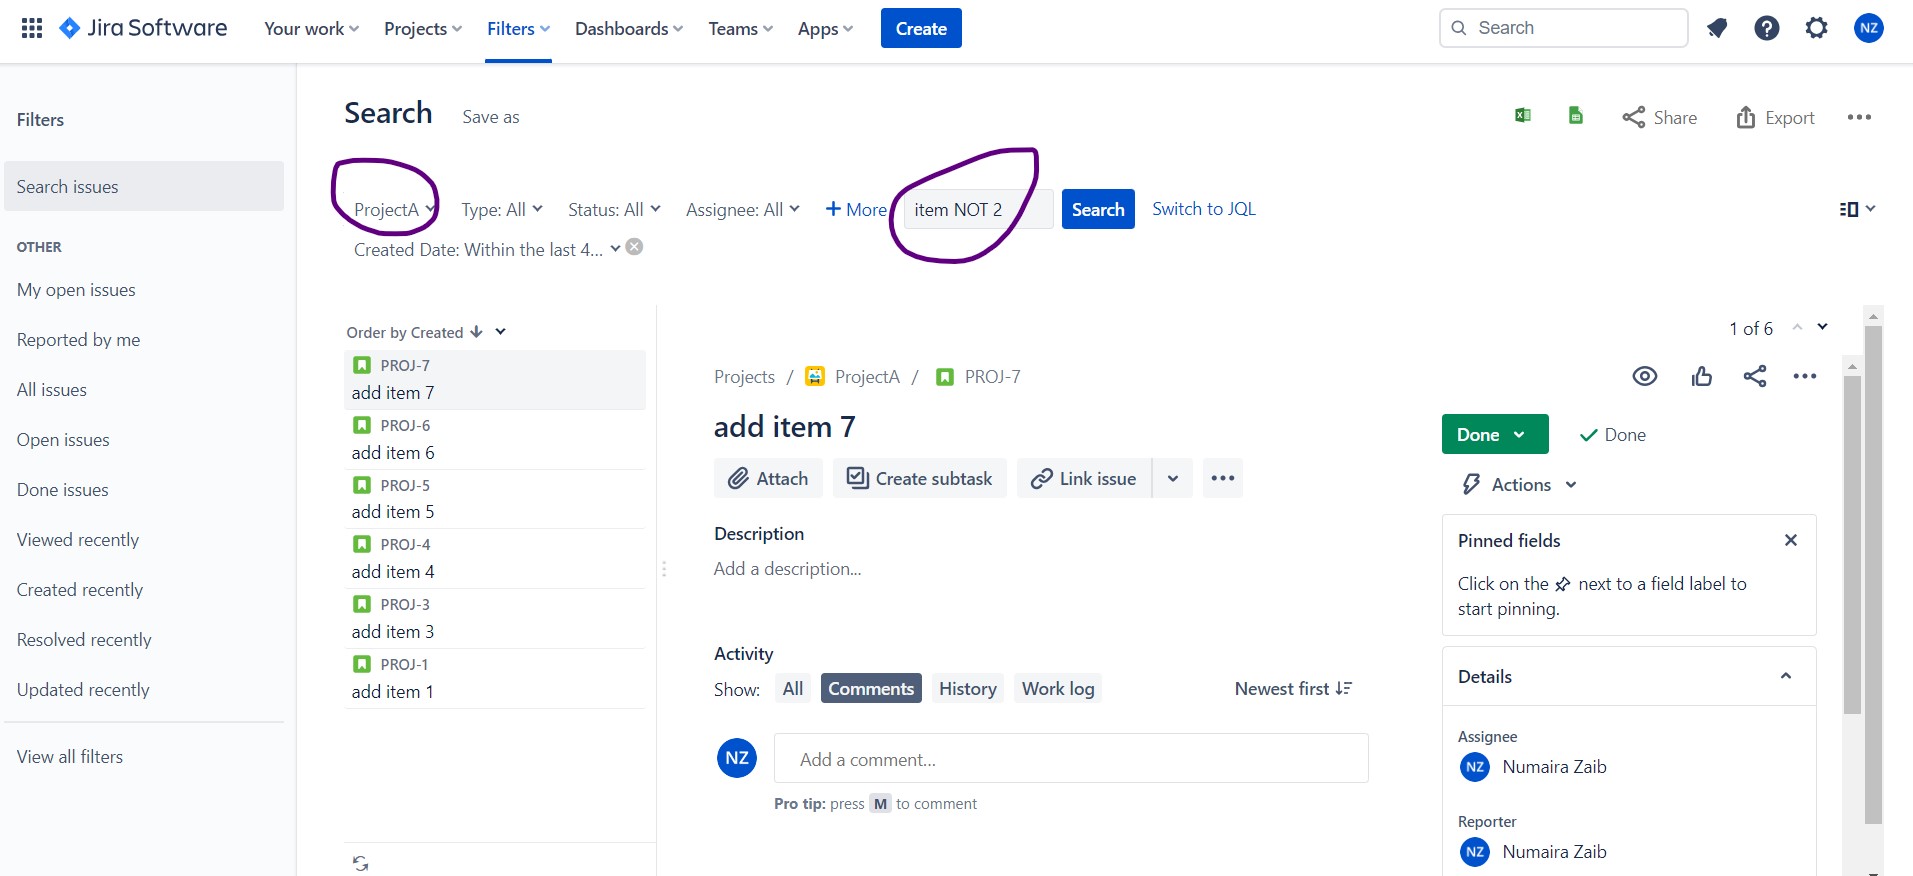 Jira Software Your work Projects Filters Dashboards Teams Apps Create Search NZ
Filters
Search issues
OTHER
My open issues
Reported by me
All issues
Open issues
Done issues
Viewed recently
Created recently
Resolved recently
Updated recently
View all filters
Search Save as Share Export
ProjectA Type: All Status: All Assignee: All + More item NOT 2 Search Switch to JQL
Created Date: Within the last 4...
Order by Created
PROJ-7
add item 7
PROJ-6
add item 6
PROJ-5
add item 5
PROJ-4
add item 4
PROJ-3
add item 3
PROJ-1
add item 1
1 of 6
Projects / ProjectA / PROJ-7
add item 7
Attach Create subtask Link issue
Description
Add a description...
Activity
Show: All Comments History Work log Newest first
NZ Add a comment...
Pro tip: press M to comment
Done Done
Actions
Pinned fields
Click on the next to a field label to
start pinning.
Details
Assignee
NZ Numaira Zaib
Reporter
NZ Numaira Zaib